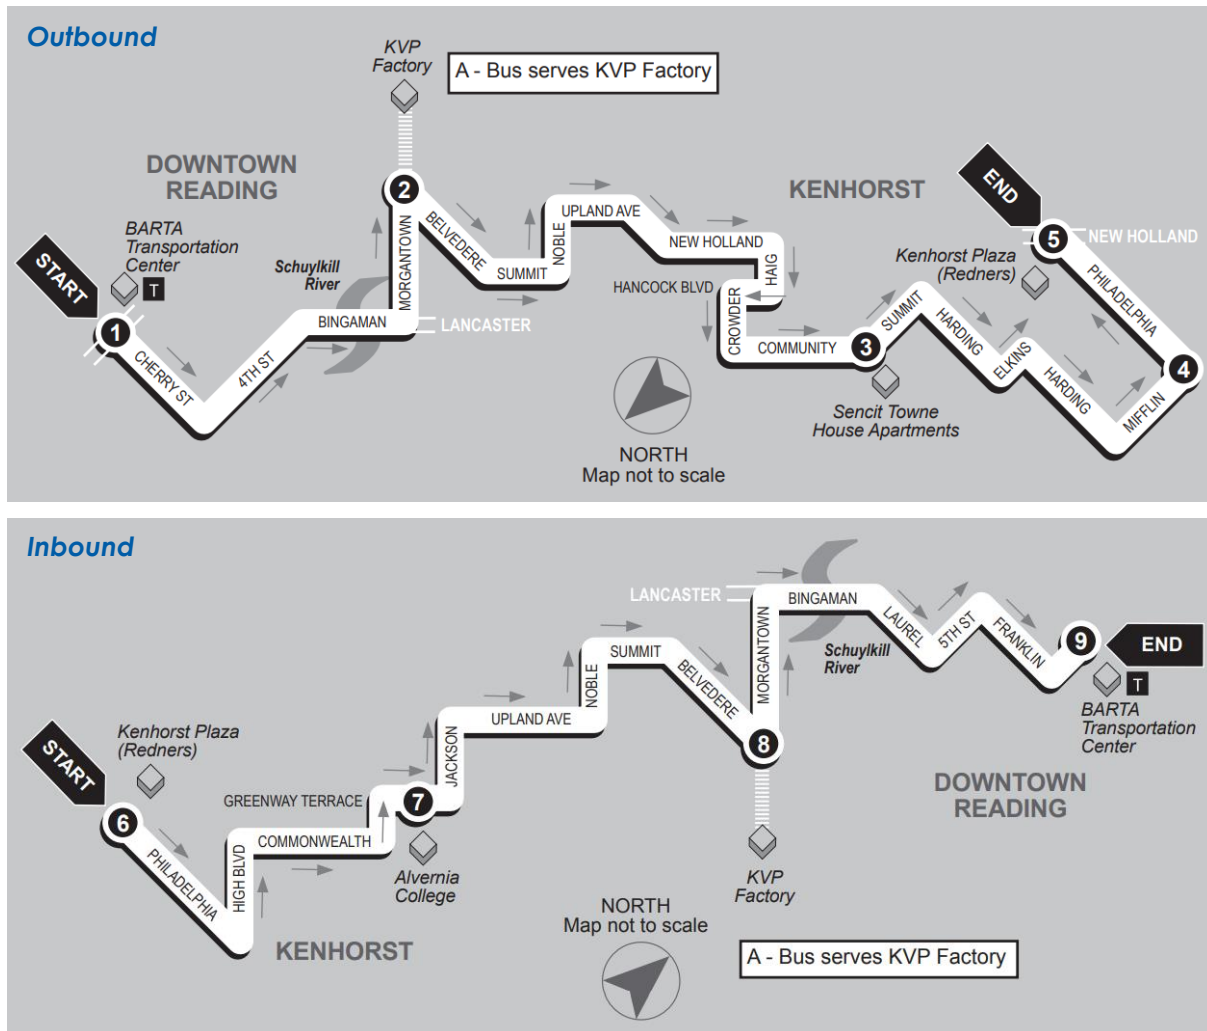 Outbound
KVP
Factory
A - Bus serves KVP Factory
DOWNTOWN
READING
KENHORST
END
BARTA
Transportation
Center
T
START
Schuylkill
River
1
CHERRY ST
4TH ST
BINGAMAN
LANCASTER
MORGANTOWN
2
BELVEDERE
SUMMIT
NOBLE
UPLAND AVE
NEW HOLLAND
HAIG
HANCOCK BLVD
CROWDER
COMMUNITY
3
Sencit Towne
House Apartments
SUMMIT
HARDING
ELKINS
HARDING
MIFFLIN
4
PHILADELPHIA
Kenhorst Plaza
(Redners)
5
NEW HOLLAND
NORTH
Map not to scale
Inbound
START
Kenhorst Plaza
(Redners)
6
PHILADELPHIA
HIGH BLVD
COMMONWEALTH
GREENWAY TERRACE
7
Alvernia
College
KENHORST
JACKSON
UPLAND AVE
NOBLE
SUMMIT
BELVEDERE
8
KVP
Factory
MORGANTOWN
LANCASTER
BINGAMAN
Schuylkill
River
LAUREL
5TH ST
FRANKLIN
9
END
T
BARTA
Transportation
Center
DOWNTOWN
READING
NORTH
Map not to scale
A - Bus serves KVP Factory